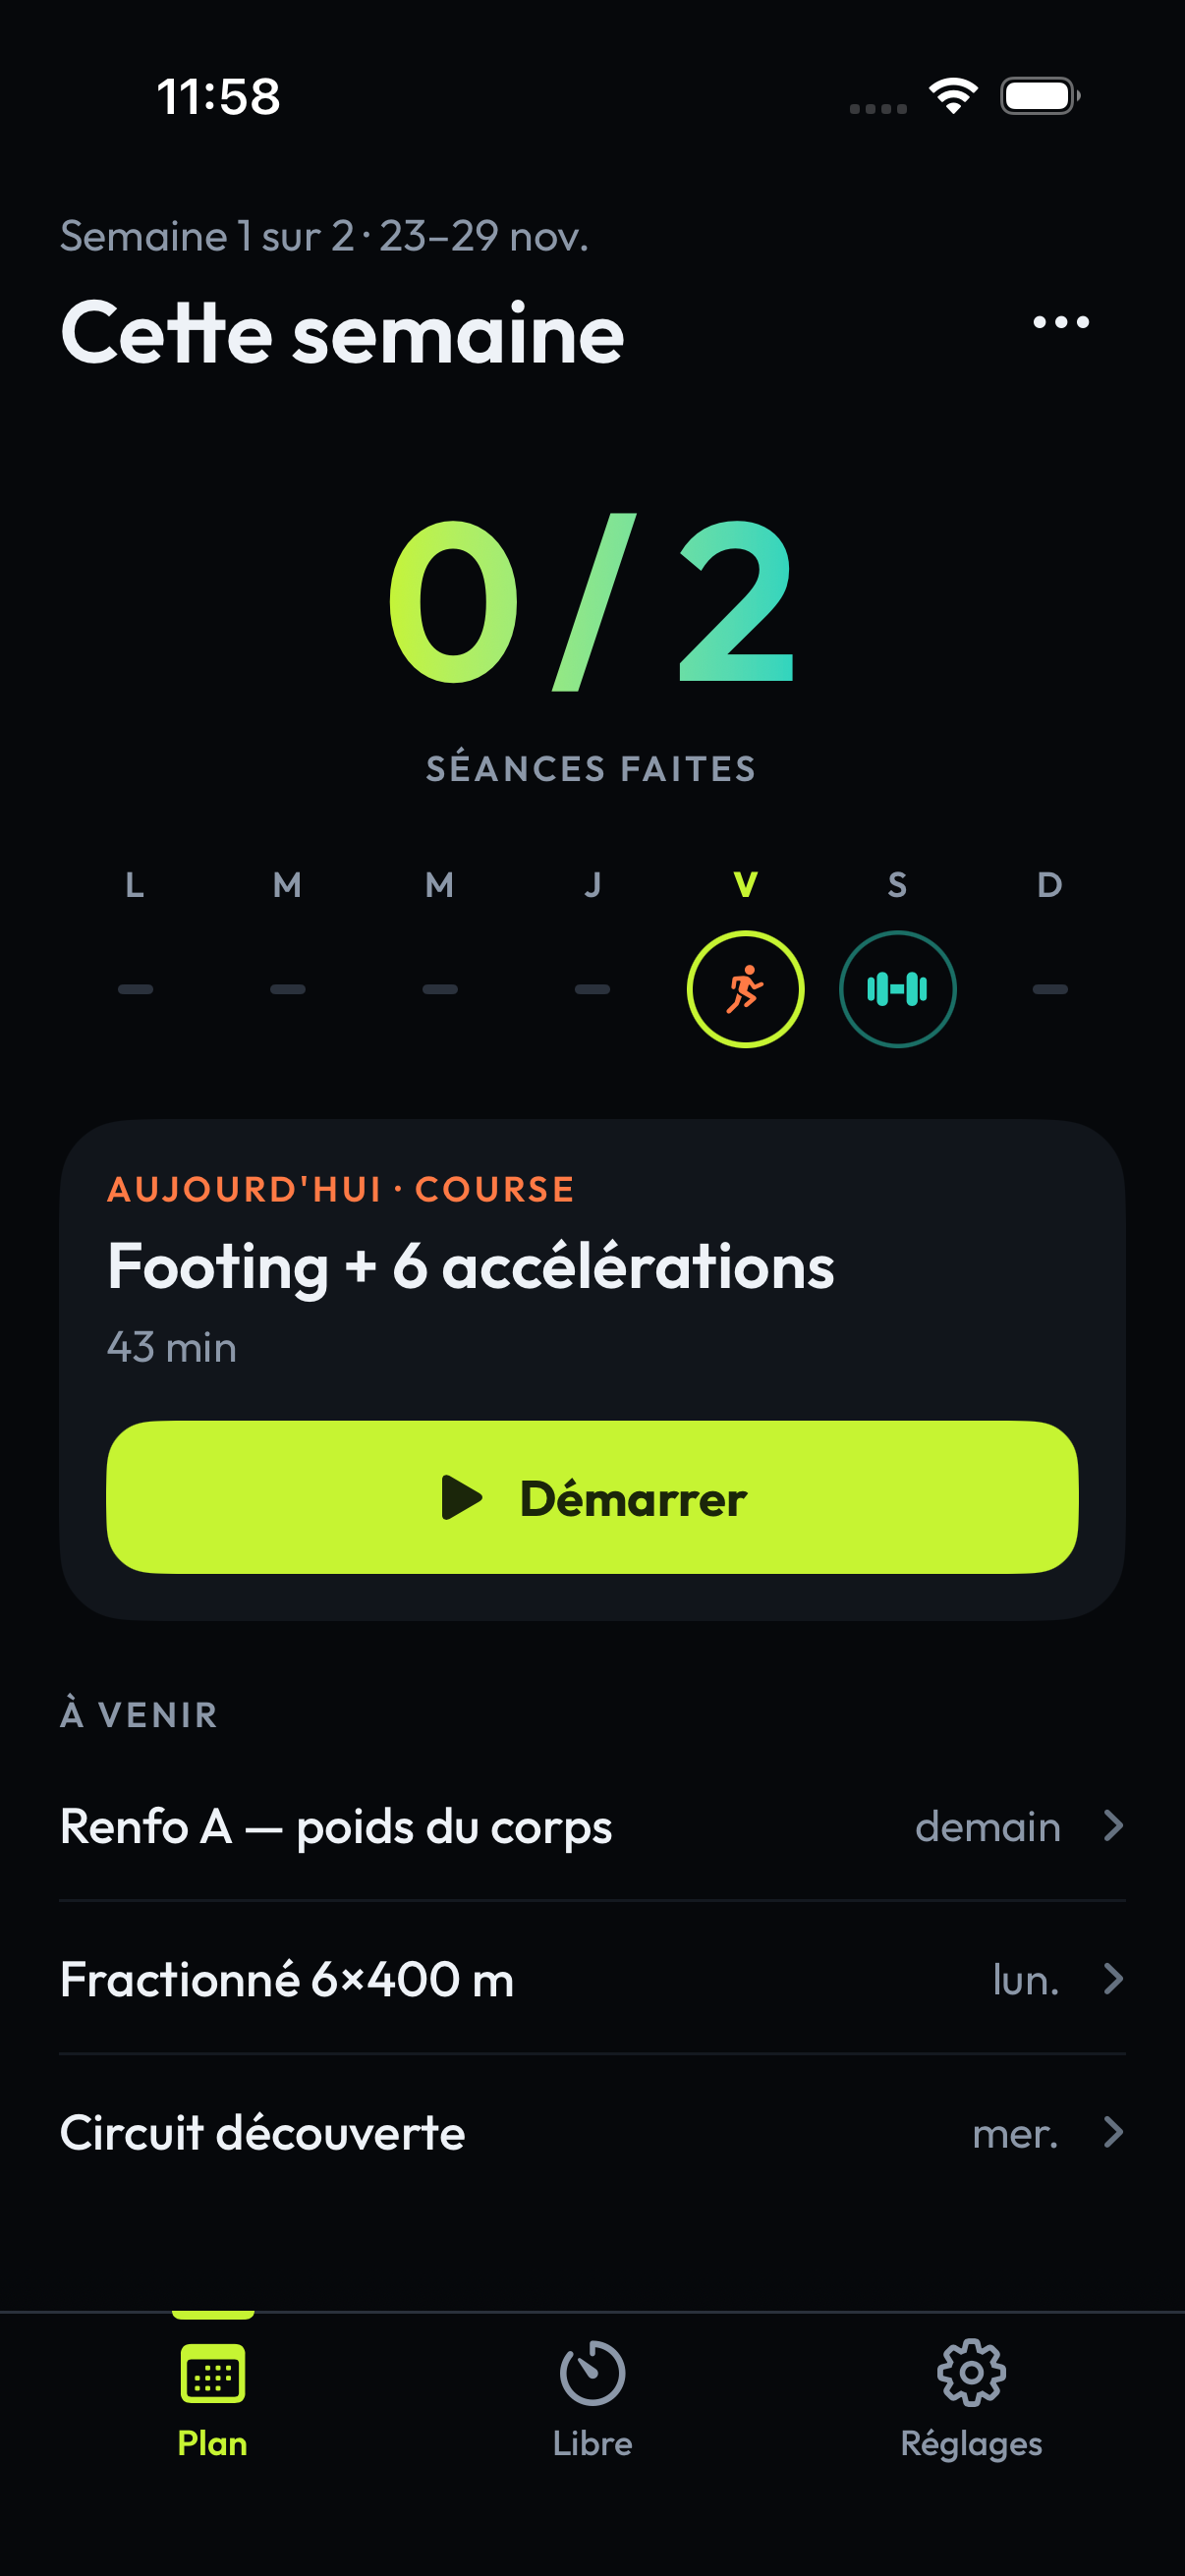 11:58
Semaine 1 sur 2 · 23–29 nov.
Cette semaine
0/2
SÉANCES FAITES
L M M J V S D
AUJOURD'HUI · COURSE
Footing + 6 accélérations
43 min
Démarrer
À VENIR
Renfo A — poids du corps demain
Fractionné 6×400 m lun.
Circuit découverte mer.
Plan Libre Réglages